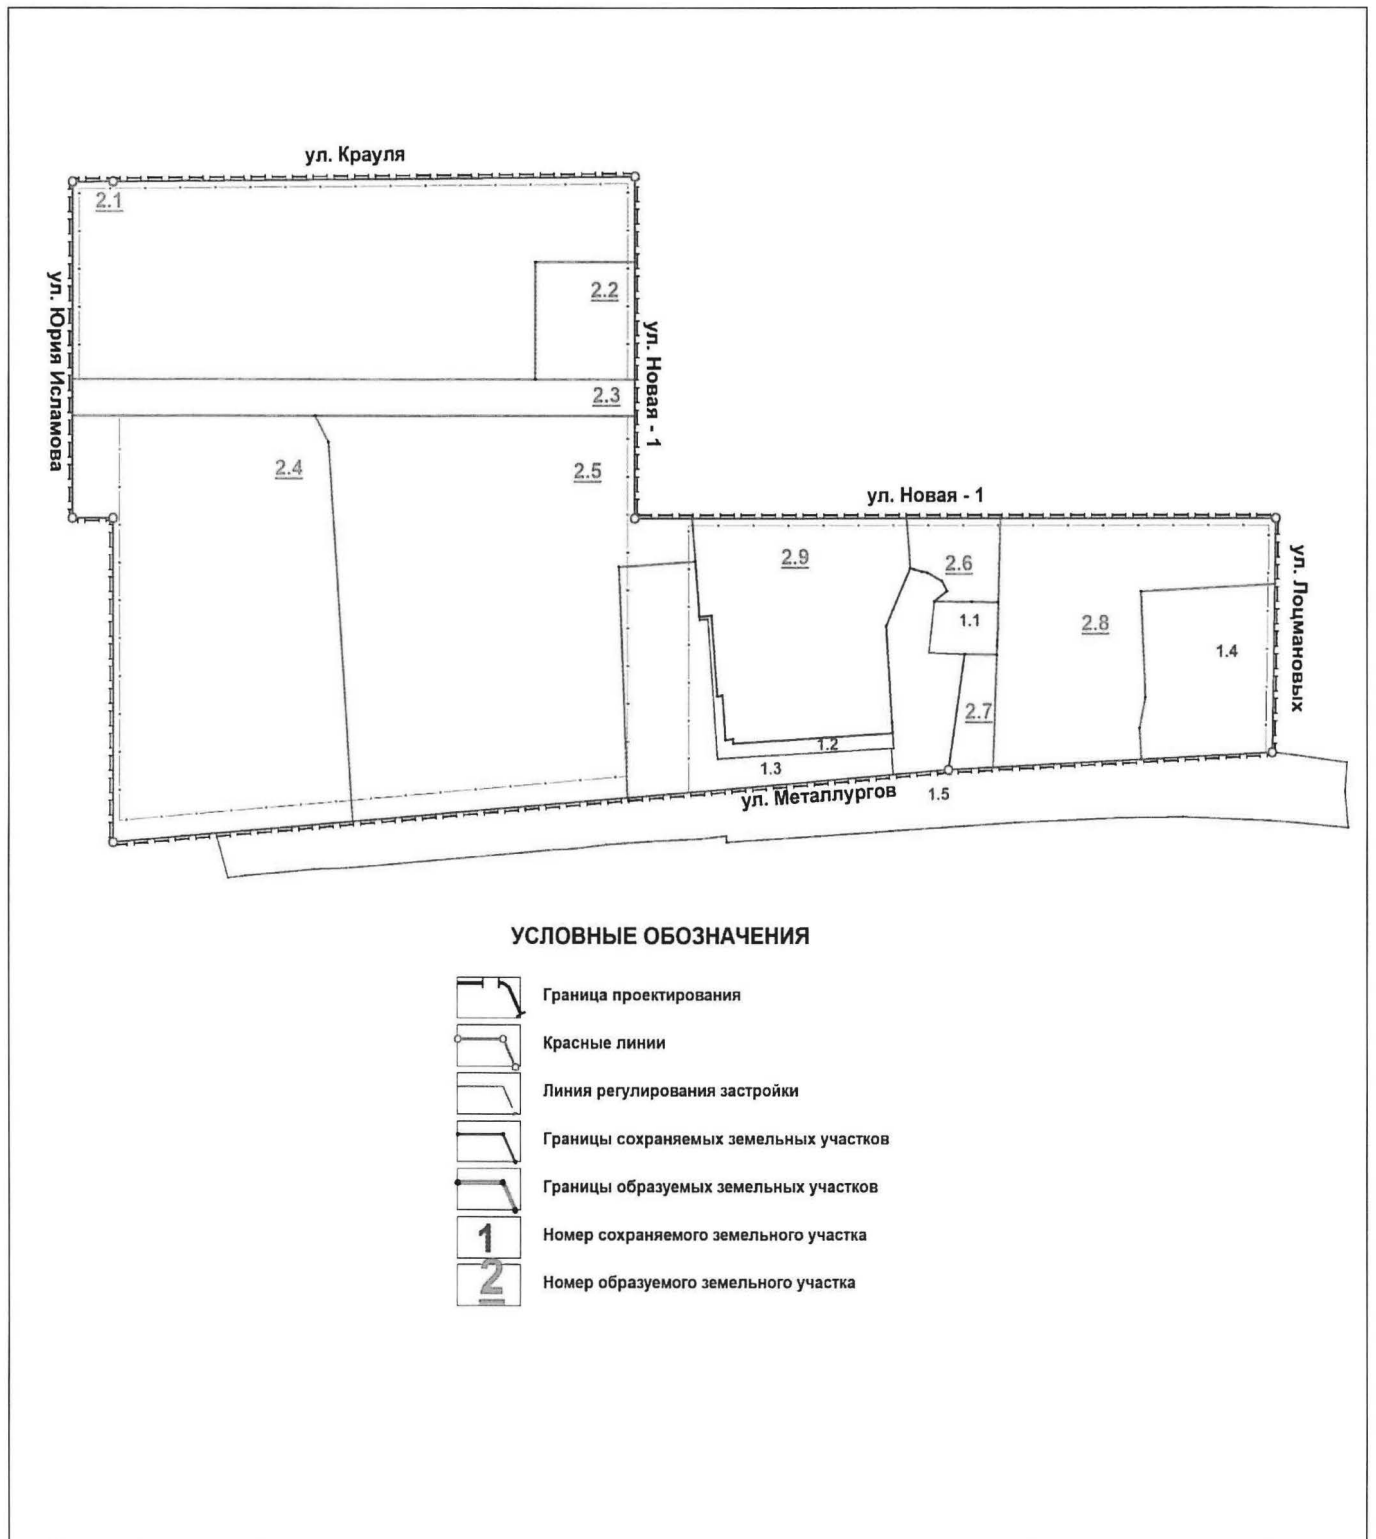 ул. Крауля
2.1
2.2
ул. Юрия Исламова
ул. Новая - 1
2.3
2.4
2.5
ул. Новая - 1
2.9
2.6
ул. Лоцмановых
1.1
2.8
1.4
2.7
1.2
1.3
ул. Металлургов
1.5
УСЛОВНЫЕ ОБОЗНАЧЕНИЯ
Граница проектирования
Красные линии
Линия регулирования застройки
Границы сохраняемых земельных участков
Границы образуемых земельных участков
1 Номер сохраняемого земельного участка
2 Номер образуемого земельного участка